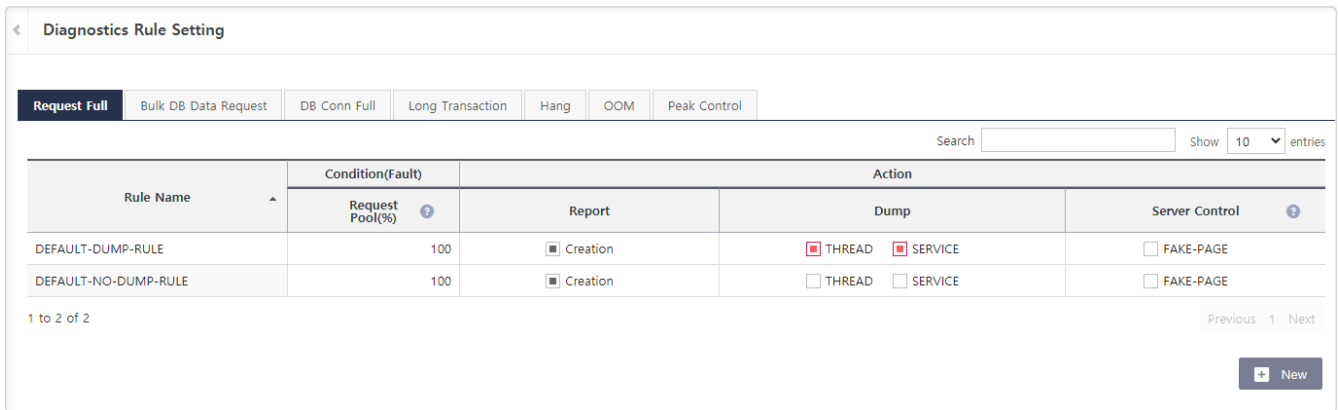 Diagnostics Rule Setting
Request Full Bulk DB Data Request DB Conn Full Long Transaction Hang OOM Peak Control
Search Show 10 entries
Rule Name Condition(Fault) Action
Request Pool(%) ? Report Dump Server Control ?
DEFAULT-DUMP-RULE 100 Creation THREAD SERVICE FAKE-PAGE
DEFAULT-NO-DUMP-RULE 100 Creation THREAD SERVICE FAKE-PAGE
1 to 2 of 2 Previous 1 Next
+ New